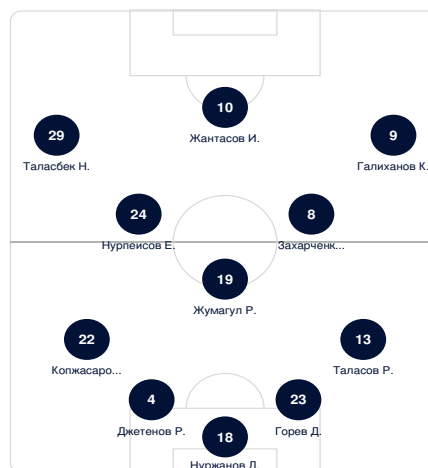 10
Жантасов И.
29
Таласбек Н.
9
Галиханов К.
24
Нурпеисов Е.
8
Захарченк...
19
Жумагул Р.
22
Копжасаро...
13
Таласов Р.
4
Джетенов Р.
23
Горев Д.
18
Нуржанов Д.